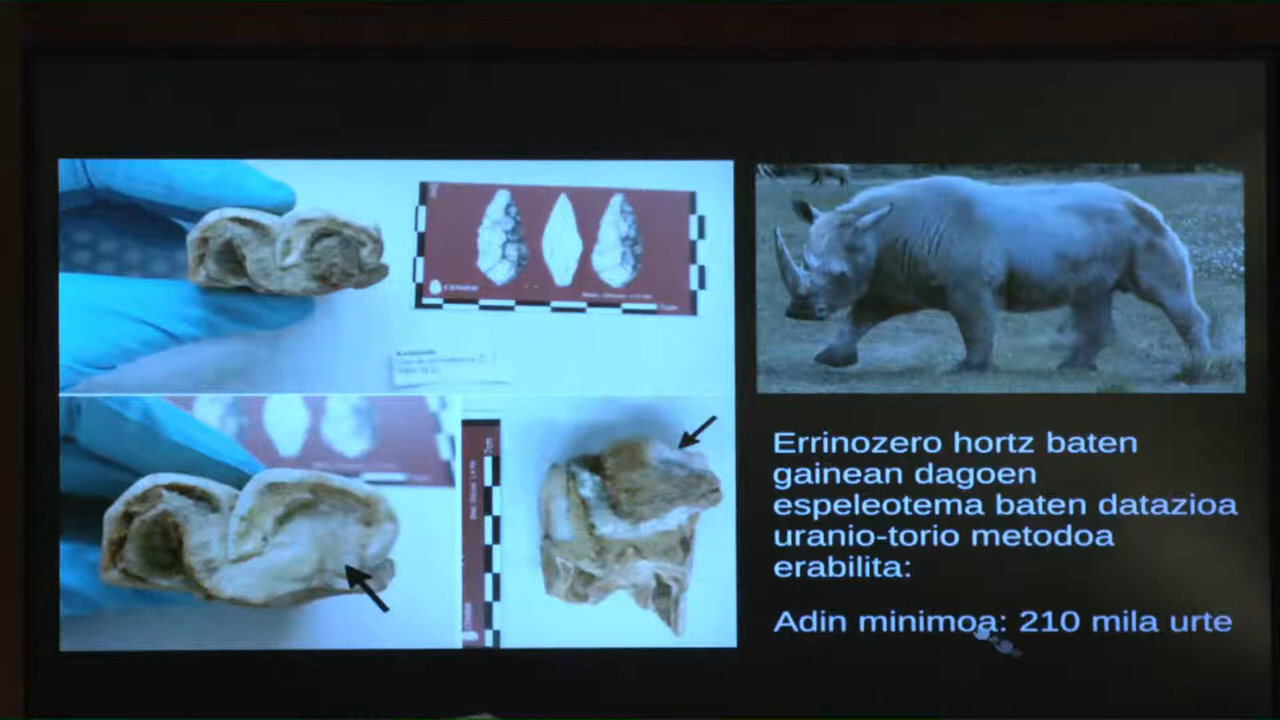 Errinozero hortz baten
gainean dagoen
espeleotema baten datazioa
uranio-torio metodoa
erabilita:
Adin minimoa: 210 mila urte